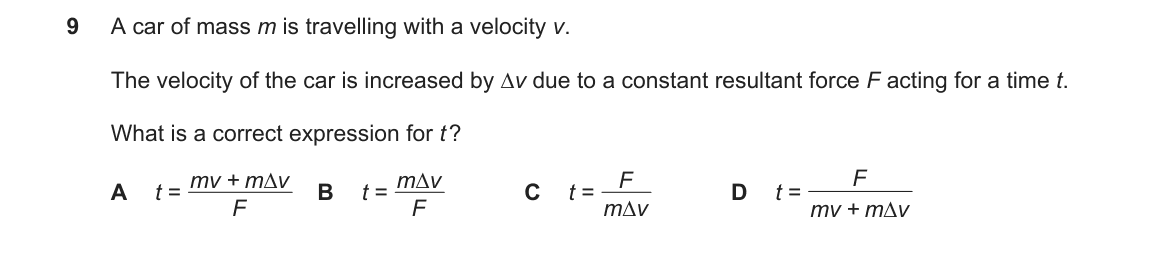 9 A car of mass m is travelling with a velocity v.
The velocity of the car is increased by Δv due to a constant resultant force F acting for a time t.
What is a correct expression for t?
A t = (mv + mΔv)/F B t = mΔv/F C t = F/(mΔv) D t = F/(mv + mΔv)